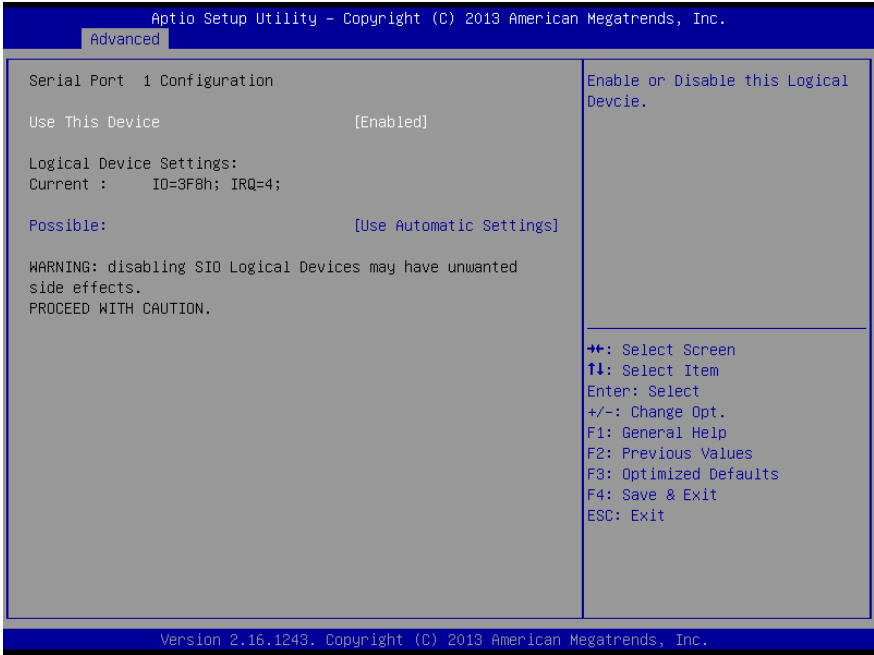 Aptio Setup Utility – Copyright (C) 2013 American Megatrends, Inc.
Advanced
Serial Port 1 Configuration
Use This Device [Enabled]
Logical Device Settings:
Current : IO=3F8h; IRQ=4;
Possible: [Use Automatic Settings]
WARNING: disabling SIO Logical Devices may have unwanted
side effects.
PROCEED WITH CAUTION.
Enable or Disable this Logical
Devcie.
→←: Select Screen
↑↓: Select Item
Enter: Select
+/-: Change Opt.
F1: General Help
F2: Previous Values
F3: Optimized Defaults
F4: Save & Exit
ESC: Exit
Version 2.16.1243. Copyright (C) 2013 American Megatrends, Inc.